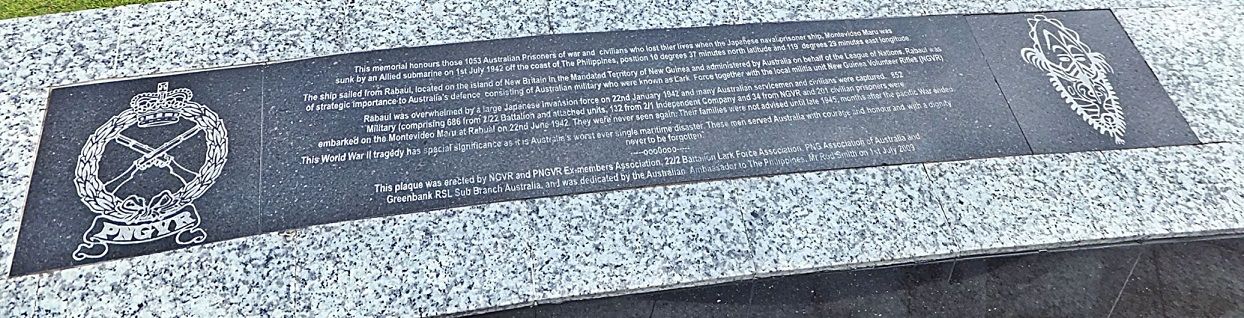 This memorial honours those 1053 Australian Prisoners of war and civilians who lost thier lives when the Japanese naval prisoner ship, Montevideo Maru was
sunk by an Allied submarine on 1st July 1942 off the coast of The Philippines, position 10 degrees 37 minutes north latitude and 119 degrees 29 minutes east longitude.
The ship sailed from Rabaul, located on the island of New Britain in the Mandated Territory of New Guinea and administered by Australia on behalf of the League of Nations. Rabaul was
of strategic importance to Australia's defence consisting of Australian military who were known as Lark Force together with the local militis unit New Guinea Volunteer Rifles (NGVR)
Rabaul was overwhelmed by a large Japanese invansion force on 22nd January 1942 and many Australian servicemen and civilians were captured. 852
Military (comprising 686 from 2/22 Battalion and attached units, 132 from 2/1 Independent Company and 34 from NGVR and 201 civilian prisoners were
embarked on the Montevideo Maru at Rabual on 22nd June 1942. They were never seen again. Their families were not advised until late 1945, months after the pacific War ended.
This World War II tragedy has special significance as it is Australia's worst ever single maritime disaster. These men served Australia with courage and honour and with a dignity
never to be forgotten
----ooo0ooo----
This plaque was erected by NGVR and PNGVR Ex-members Association, 22/2 Battalion Lark Force Association, PNG Association of Australia and
Greenbank RSL Sub Branch Australia, and was dedicated by the Australian Ambassador to The Philippines, Mr Rod Smith on 1st July 2009
PNGVR